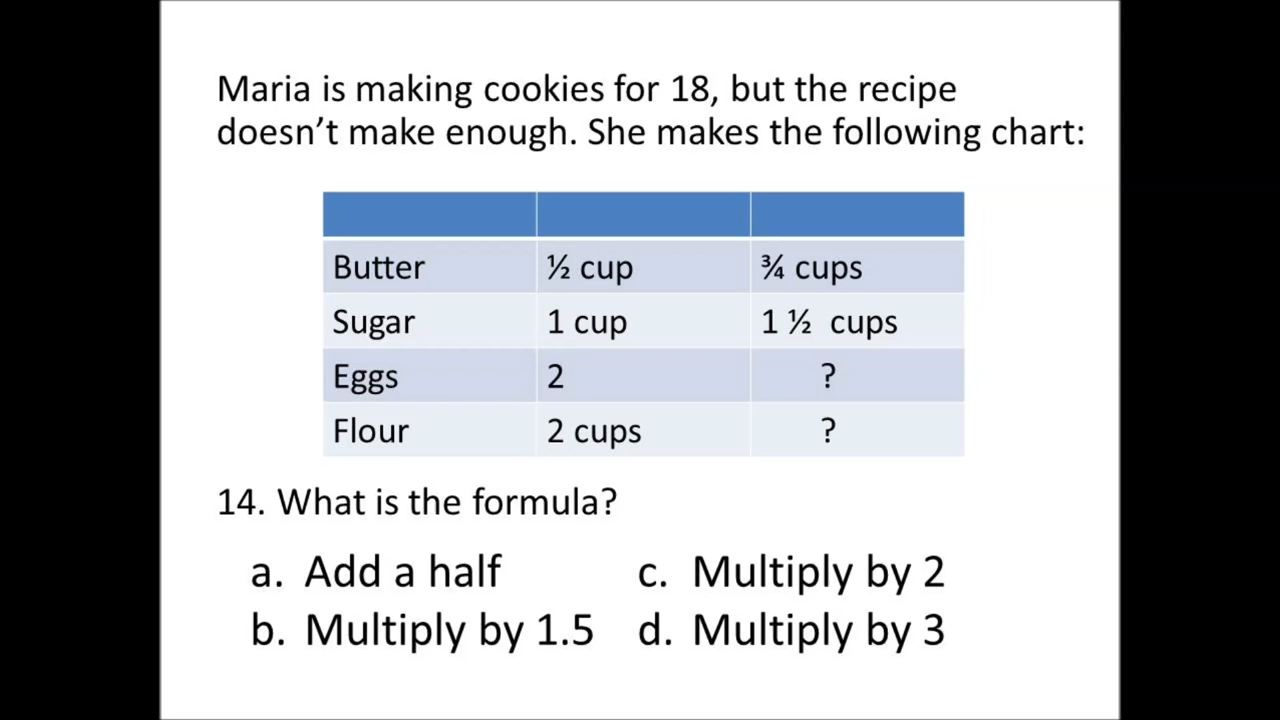 Maria is making cookies for 18, but the recipe
doesn’t make enough. She makes the following chart:
Butter ½ cup ¾ cups
Sugar 1 cup 1 ½ cups
Eggs 2 ?
Flour 2 cups ?
14. What is the formula?
a. Add a half c. Multiply by 2
b. Multiply by 1.5 d. Multiply by 3